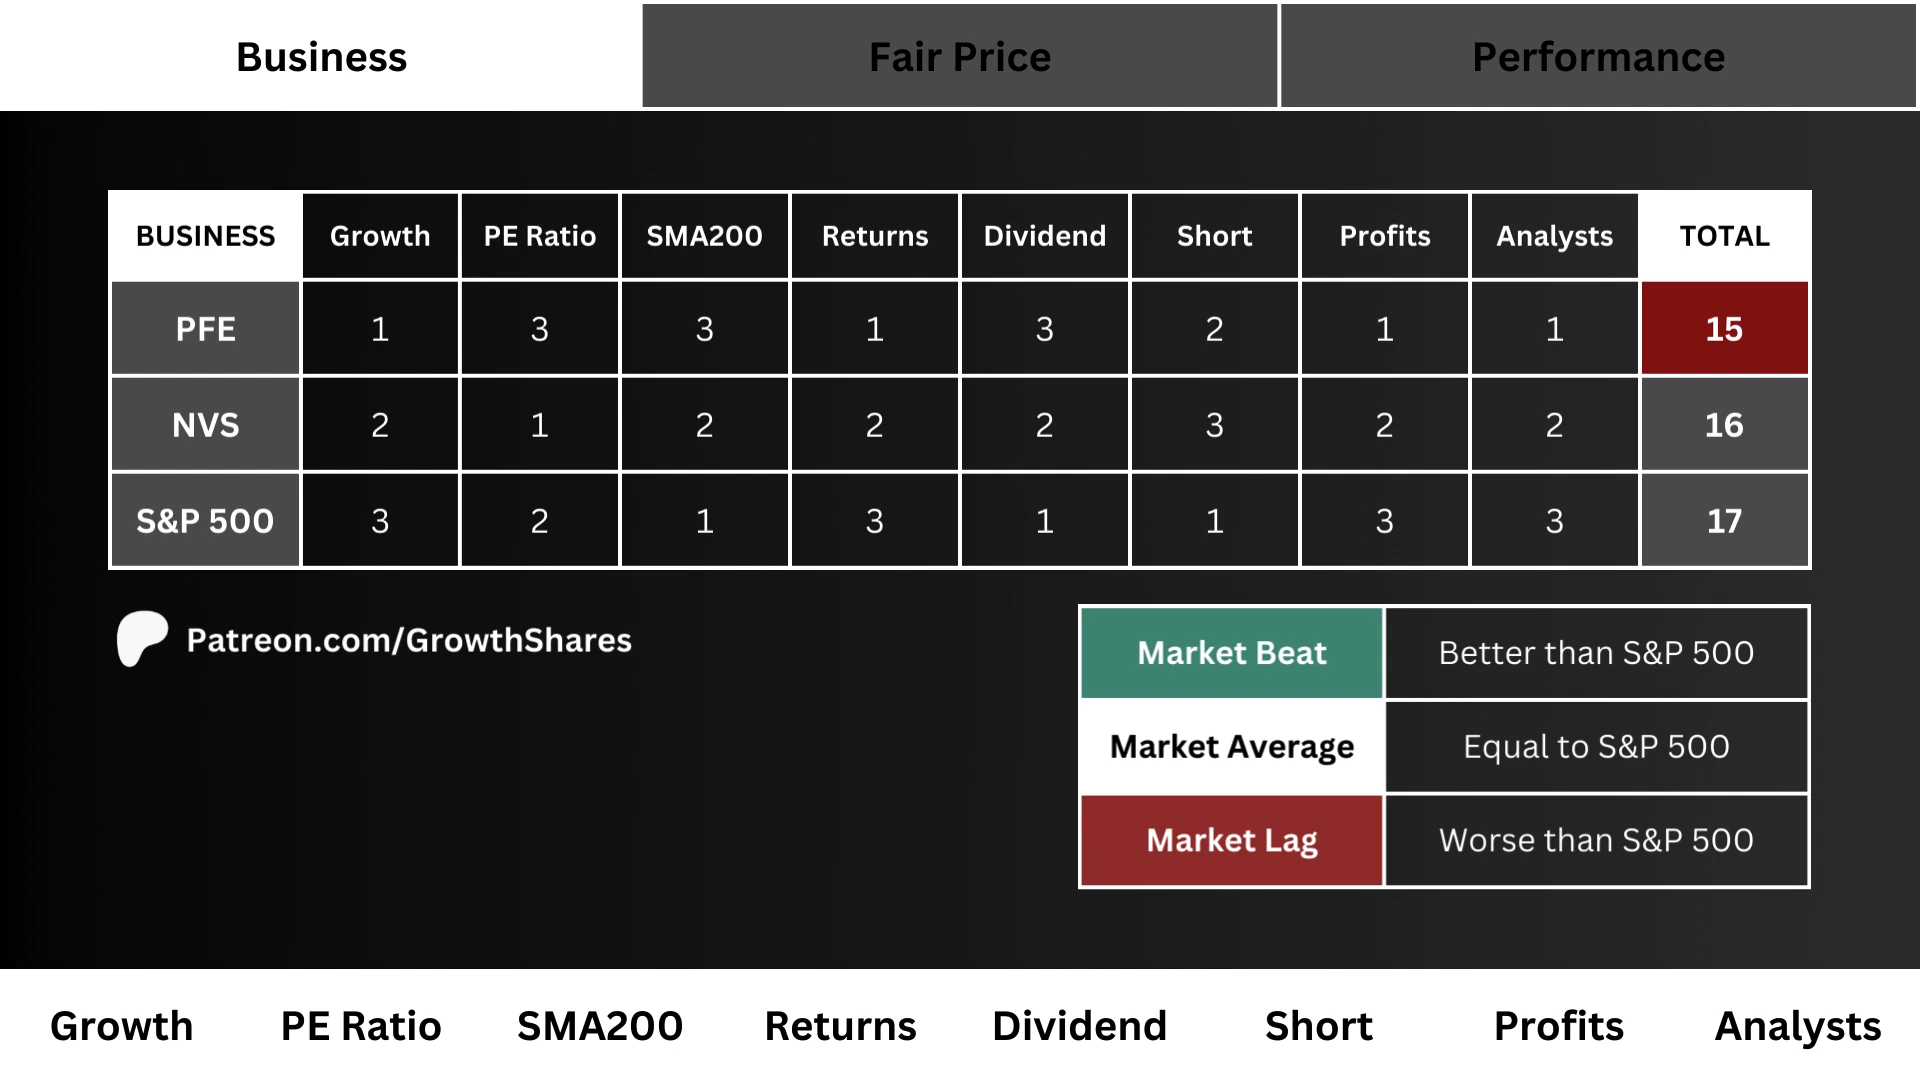 Business Fair Price Performance
BUSINESS Growth PE Ratio SMA200 Returns Dividend Short Profits Analysts TOTAL
PFE 1 3 3 1 3 2 1 1 15
NVS 2 1 2 2 2 3 2 2 16
S&P 500 3 2 1 3 1 1 3 3 17
Patreon.com/GrowthShares
Market Beat Better than S&P 500
Market Average Equal to S&P 500
Market Lag Worse than S&P 500
Growth PE Ratio SMA200 Returns Dividend Short Profits Analysts